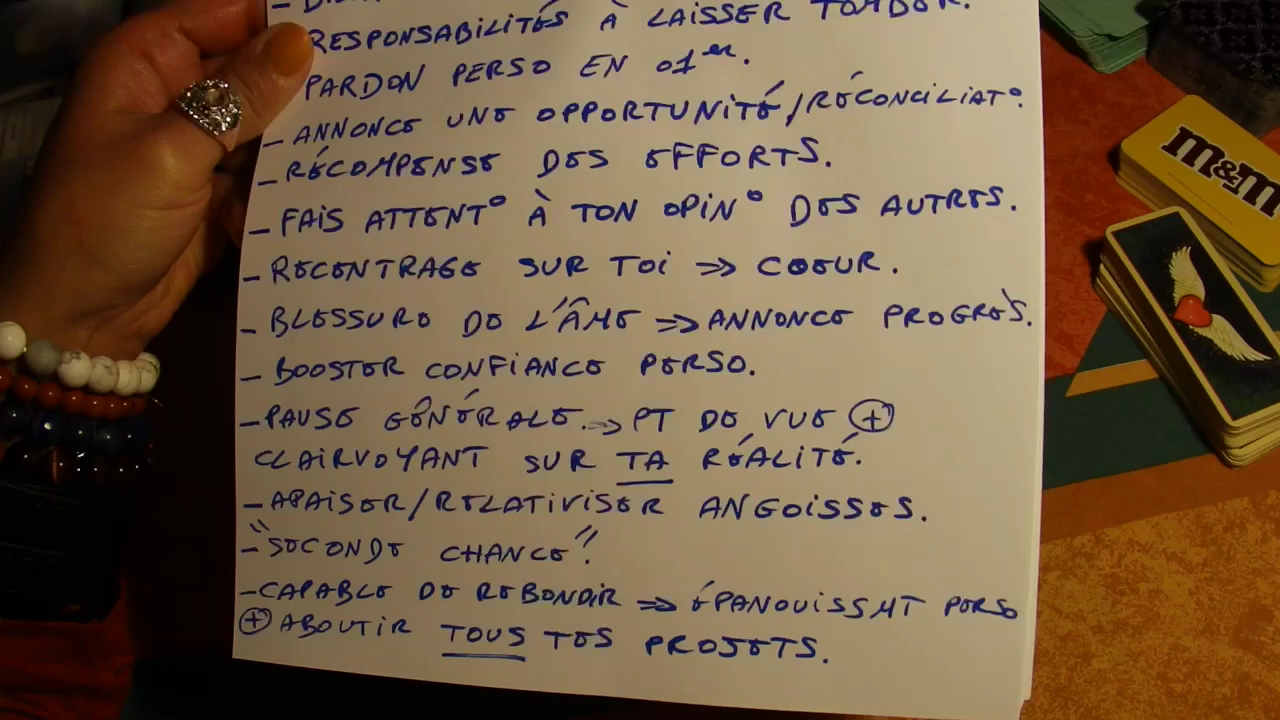 RESPONSABILITÉS À LAISSER TOMBER.
PARDON PERSO EN 01er.
- ANNONCE UNE OPPORTUNITÉ/RÉCONCILIAT°.
- RÉCOMPENSE DES EFFORTS.
- FAIS ATTENT° À TON OPIN° DES AUTRES.
- RECENTRAGE SUR TOI => COEUR.
- BLESSURE DE L'ÂME => ANNONCE PROGRÈS.
- BOOSTER CONFIANCE PERSO.
- PAUSE GÉNÉRALE. => PT DE VUE ⊕
CLAIRVOYANT SUR TA RÉALITÉ.
- APAISER/RELATIVISER ANGOISSES.
- "SECONDE CHANCE".
- CAPABLE DE REBONDIR => ÉPANOUISSMT PERSO
⊕ ABOUTIR TOUS TES PROJETS.
M&M